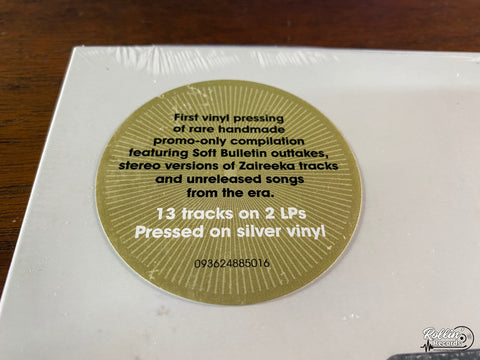 First vinyl pressing
of rare handmade
promo-only compilation
featuring Soft Bulletin outtakes,
stereo versions of Zaireeka tracks
and unreleased songs
from the era.
13 tracks on 2 LPs
Pressed on silver vinyl
093624885016
Rollin'
Records